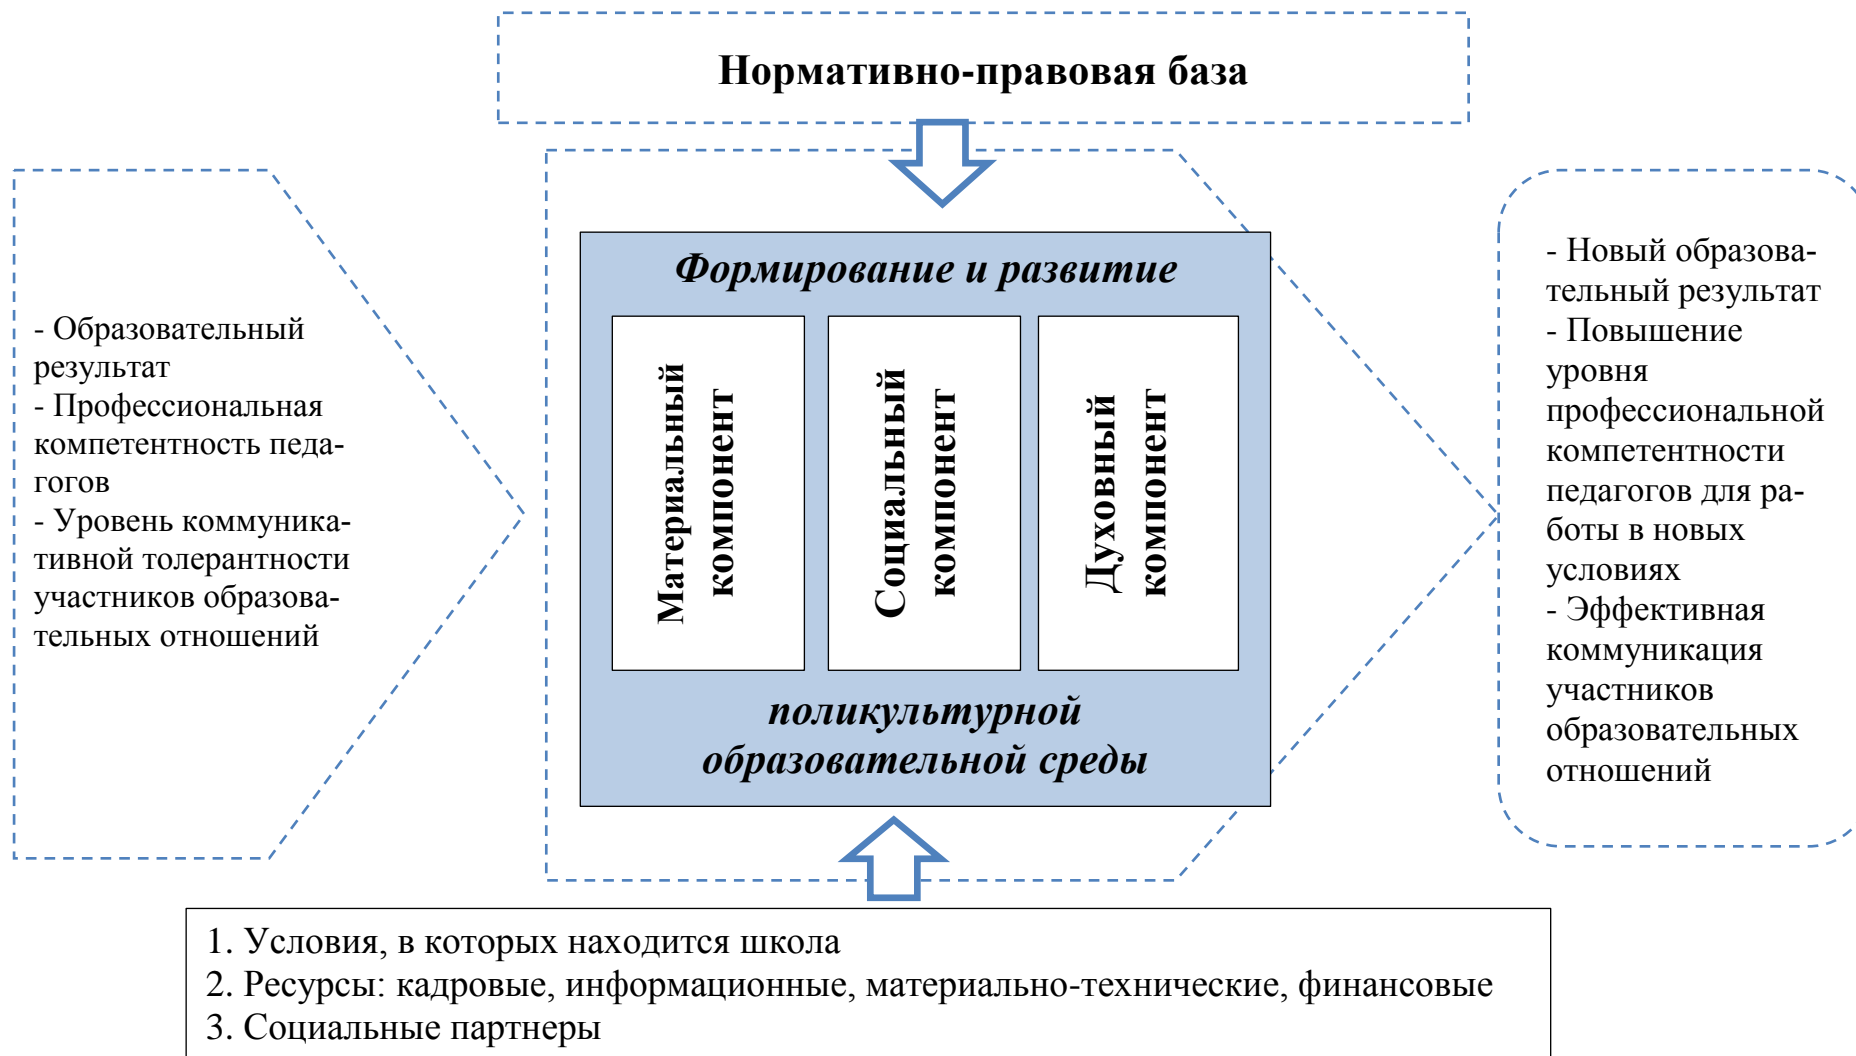 Нормативно-правовая база
- Образовательный
результат
- Профессиональная
компетентность педа-
гогов
- Уровень коммуника-
тивной толерантности
участников образова-
тельных отношений
Формирование и развитие
Материальный
компонент
Социальный
компонент
Духовный
компонент
поликультурной
образовательной среды
- Новый образова-
тельный результат
- Повышение
уровня
профессиональной
компетентности
педагогов для ра-
боты в новых
условиях
- Эффективная
коммуникация
участников
образовательных
отношений
1. Условия, в которых находится школа
2. Ресурсы: кадровые, информационные, материально-технические, финансовые
3. Социальные партнеры